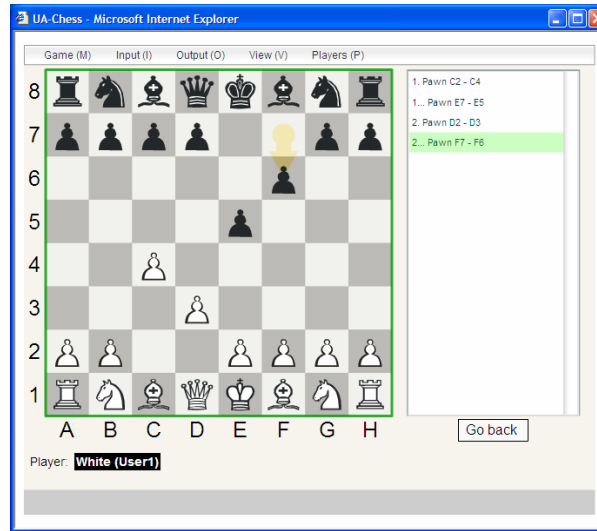 UA-Chess - Microsoft Internet Explorer
Game (M) Input (I) Output (O) View (V) Players (P)
8
7
6
5
4
3
2
1
A B C D E F G H
1. Pawn C2 - C4
1... Pawn E7 - E5
2. Pawn D2 - D3
2... Pawn F7 - F6
Go back
Player: White (User1)